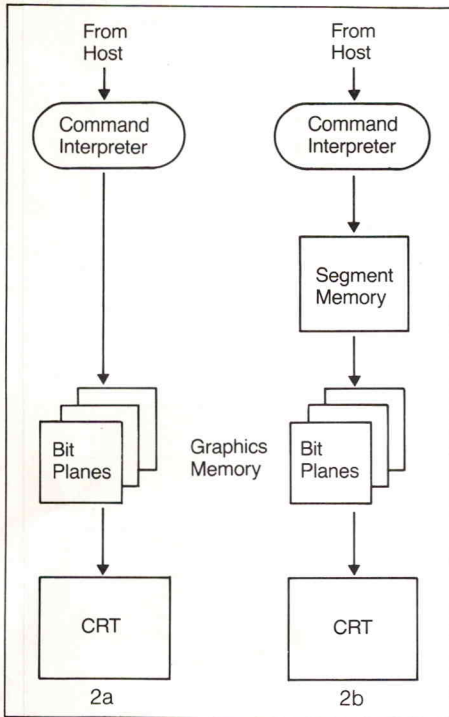 From
Host
Command
Interpreter
Bit
Planes
CRT
2a
Graphics
Memory
From
Host
Command
Interpreter
Segment
Memory
Bit
Planes
CRT
2b